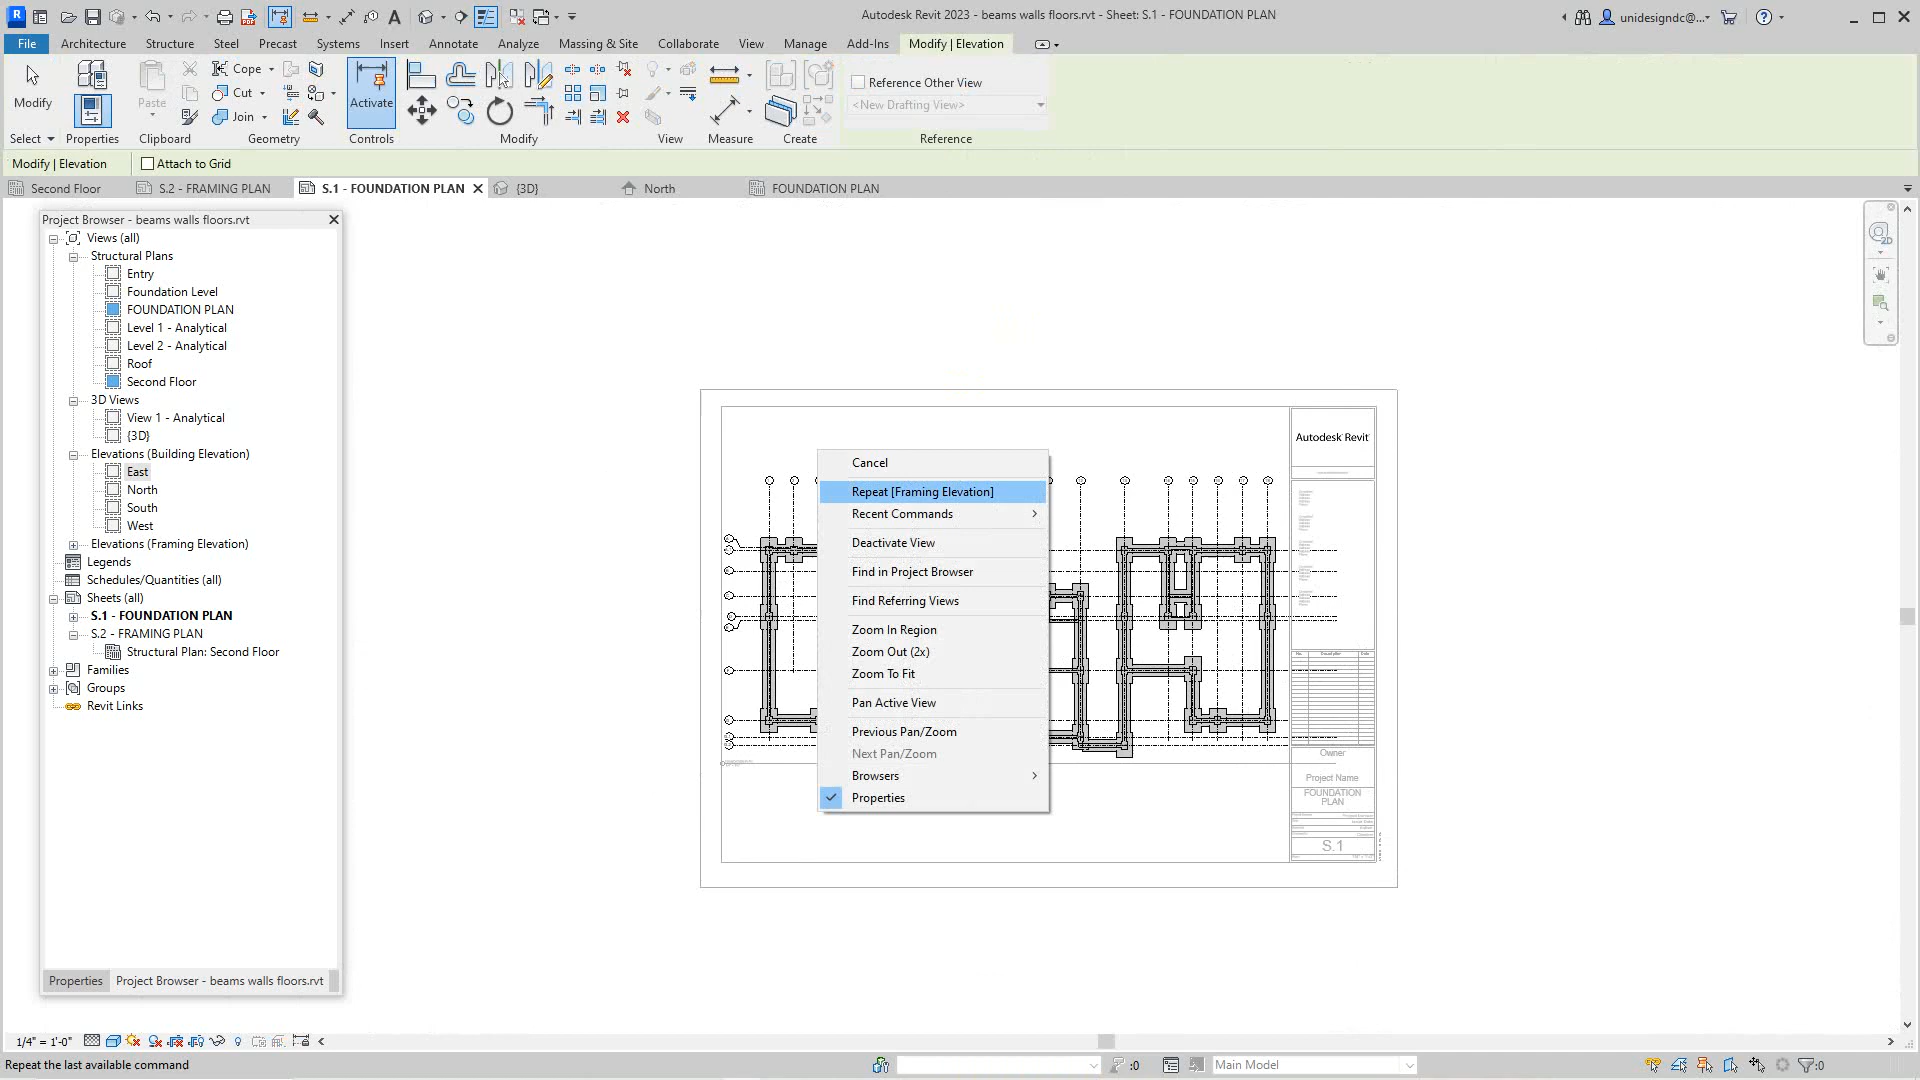 Autodesk Revit 2023 - beams walls floors.rvt - Sheet: S.1 - FOUNDATION PLAN
unidesigndc@...
File Architecture Structure Steel Precast Systems Insert Annotate Analyze Massing & Site Collaborate View Manage Add-Ins Modify | Elevation
Modify
Paste
Cope
Cut
Join
Activate
Reference Other View
<New Drafting View>
Select Properties Clipboard Geometry Controls Modify View Measure Create Reference
Modify | Elevation Attach to Grid
Second Floor S.2 - FRAMING PLAN S.1 - FOUNDATION PLAN {3D} North FOUNDATION PLAN
Project Browser - beams walls floors.rvt
Views (all)
Structural Plans
Entry
Foundation Level
FOUNDATION PLAN
Level 1 - Analytical
Level 2 - Analytical
Roof
Second Floor
3D Views
View 1 - Analytical
{3D}
Elevations (Building Elevation)
East
North
South
West
Elevations (Framing Elevation)
Legends
Schedules/Quantities (all)
Sheets (all)
S.1 - FOUNDATION PLAN
S.2 - FRAMING PLAN
Structural Plan: Second Floor
Families
Groups
Revit Links
Properties Project Browser - beams walls floors.rvt
Cancel
Repeat [Framing Elevation]
Recent Commands
Deactivate View
Find in Project Browser
Find Referring Views
Zoom In Region
Zoom Out (2x)
Zoom To Fit
Pan Active View
Previous Pan/Zoom
Next Pan/Zoom
Browsers
Properties
2D
Autodesk Revit
No. Description Date
Owner
Project Name
FOUNDATION
PLAN
S.1
1/4" = 1'-0"
Repeat the last available command
:0
Main Model
:0